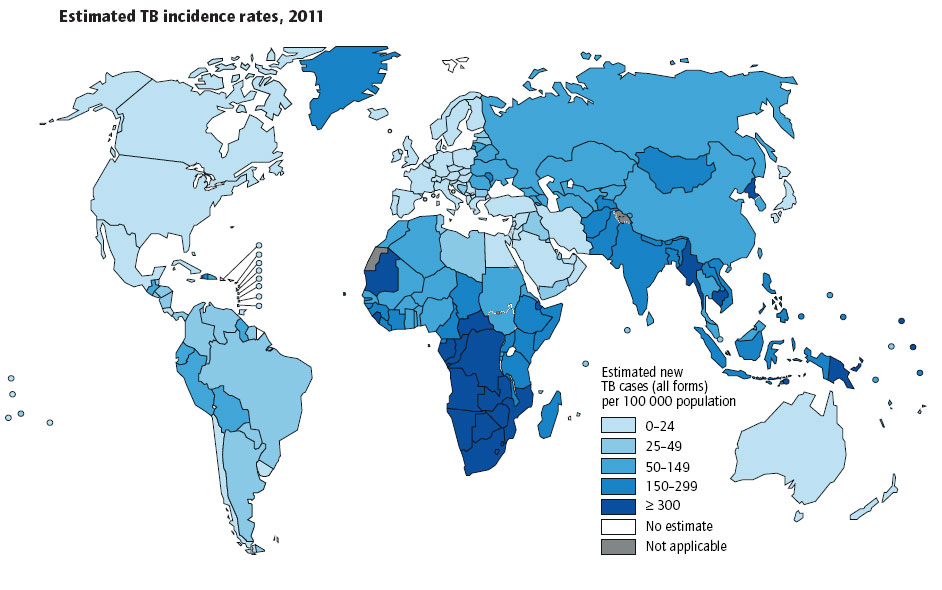 Estimated TB incidence rates, 2011
Estimated new
TB cases (all forms)
per 100 000 population
0–24
25–49
50–149
150–299
≥ 300
No estimate
Not applicable